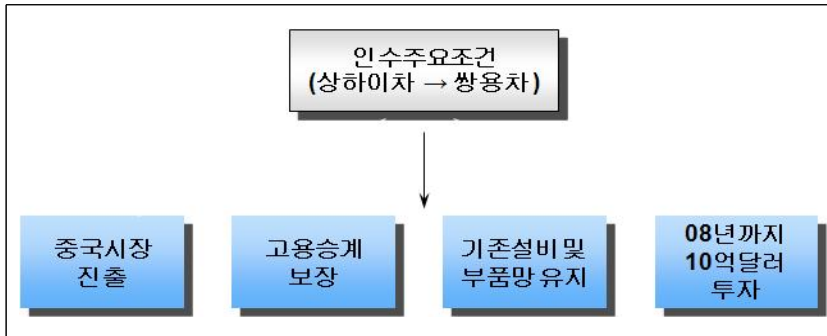 인수주요조건
(상하이차 → 쌍용차)
중국시장
진출
고용승계
보장
기존설비 및
부품망 유지
08년까지
10억달러
투자